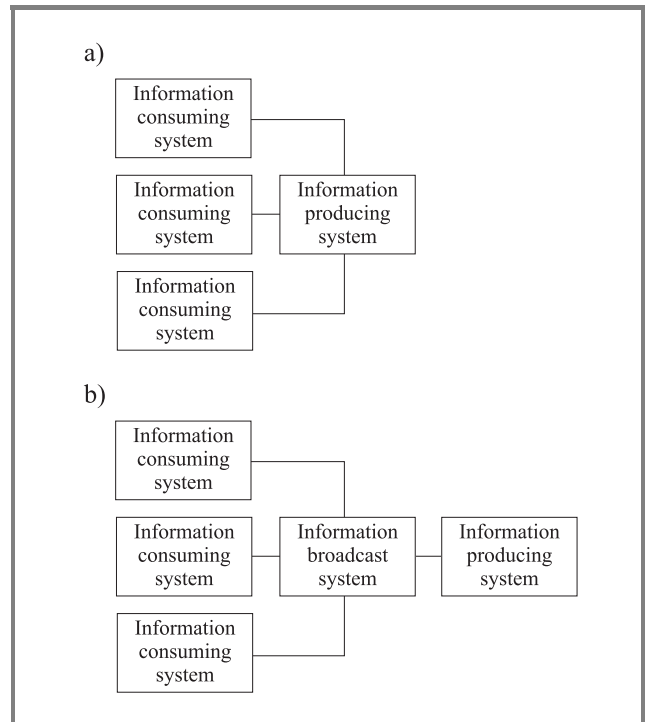 a)
Information
consuming
system
Information
consuming
system
Information
producing
system
Information
consuming
system
b)
Information
consuming
system
Information
consuming
system
Information
broadcast
system
Information
producing
system
Information
consuming
system